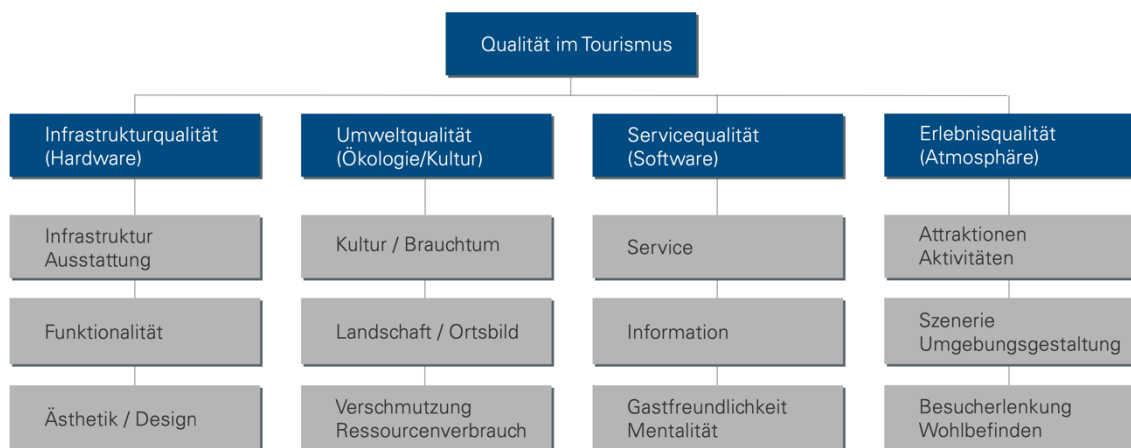 Qualität im Tourismus
Infrastrukturqualität
(Hardware)
Infrastruktur
Ausstattung
Funktionalität
Ästhetik / Design
Umweltqualität
(Ökologie/Kultur)
Kultur / Brauchtum
Landschaft / Ortsbild
Verschmutzung
Ressourcenverbrauch
Servicequalität
(Software)
Service
Information
Gastfreundlichkeit
Mentalität
Erlebnisqualität
(Atmosphäre)
Attraktionen
Aktivitäten
Szenerie
Umgebungsgestaltung
Besucherlenkung
Wohlbefinden